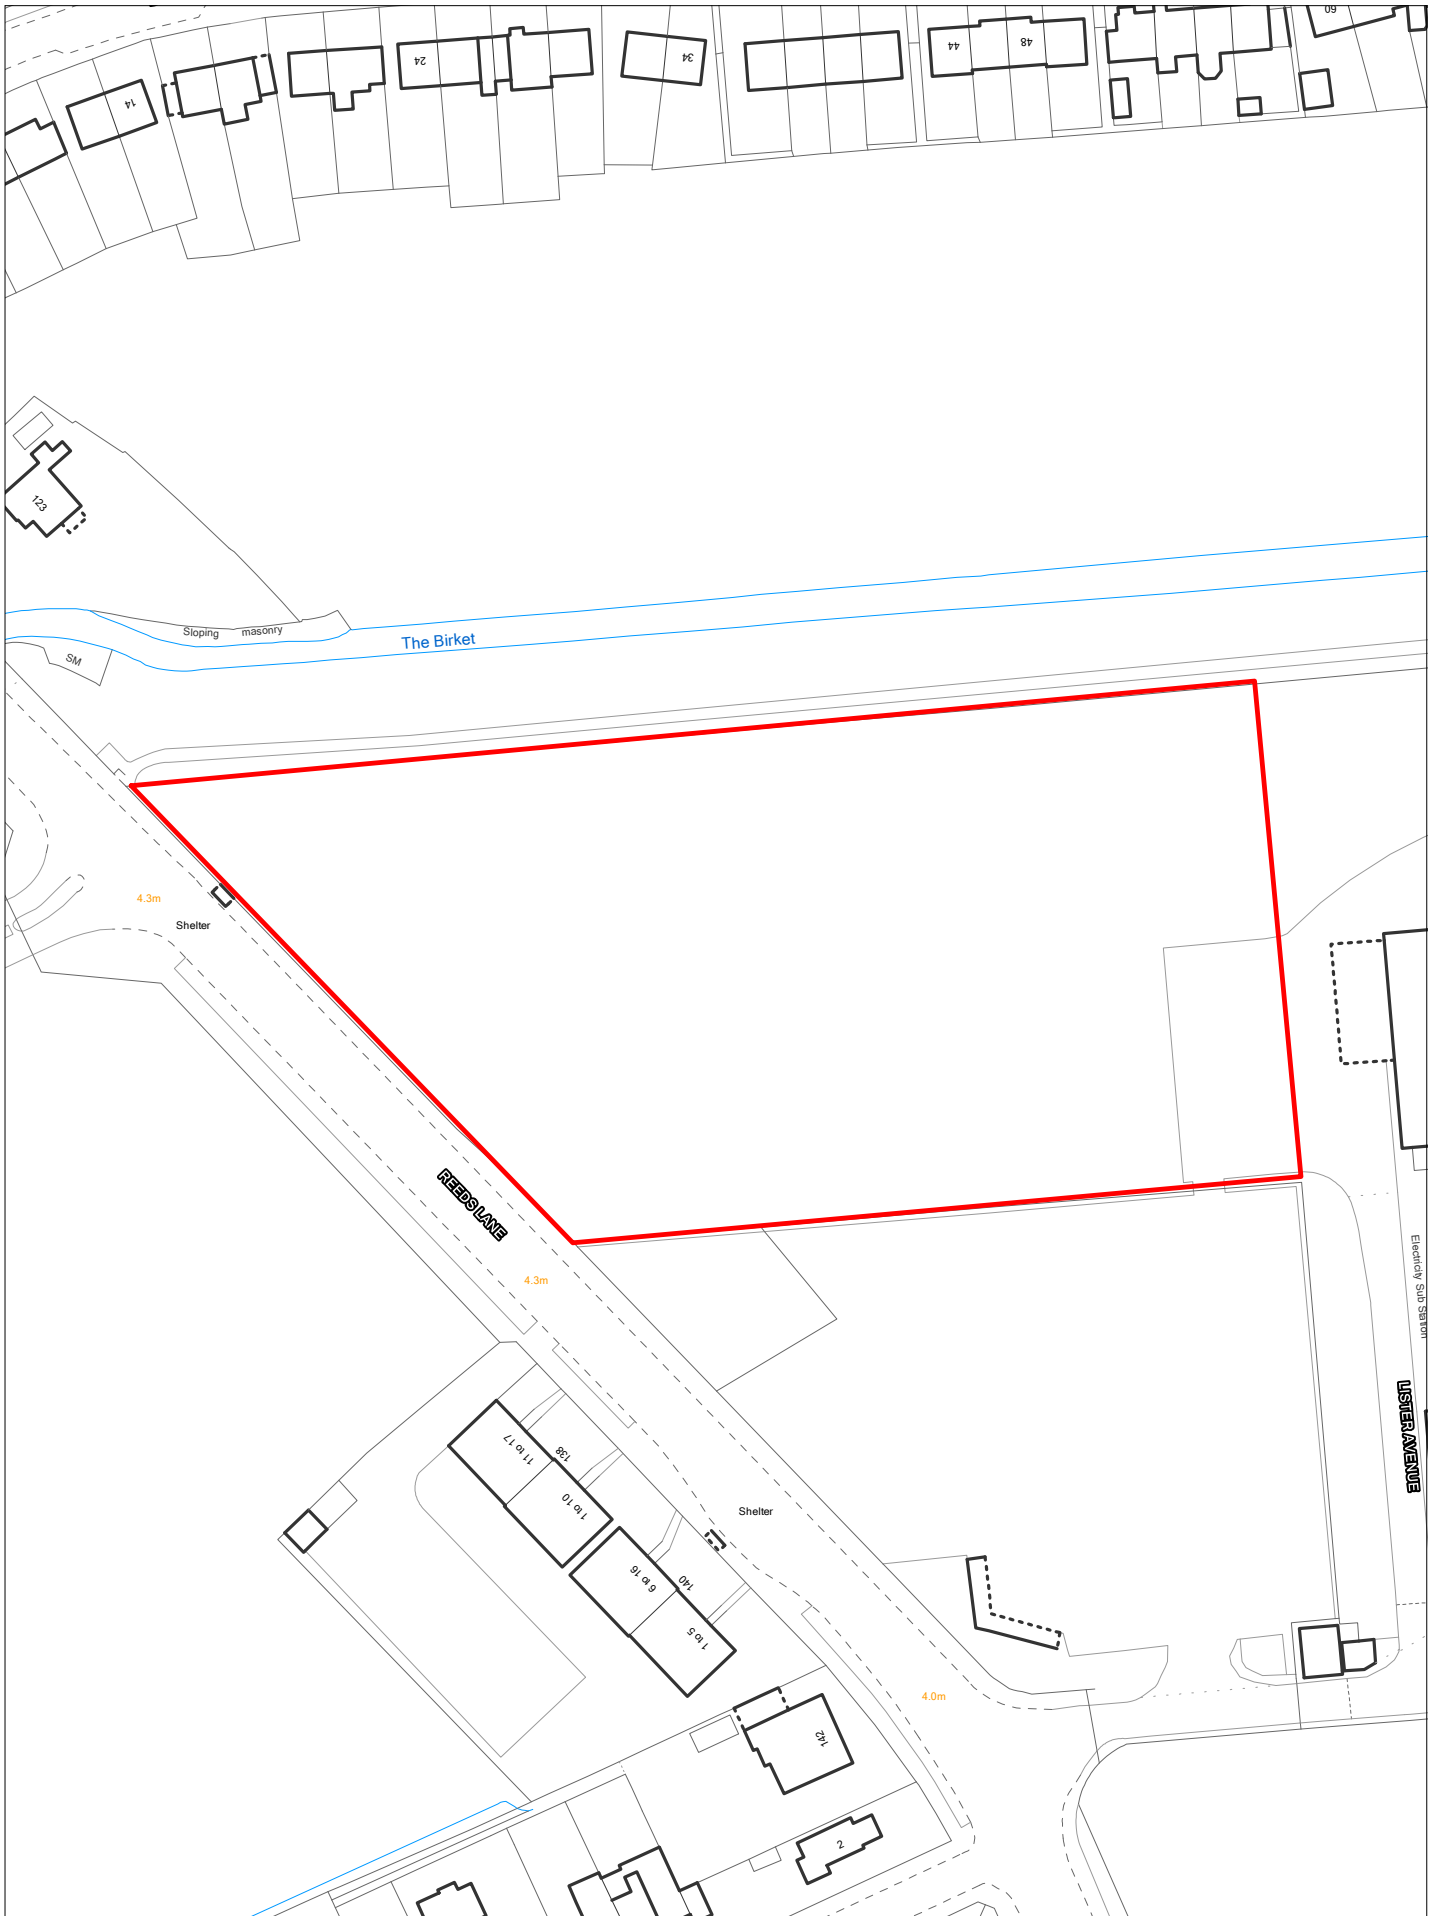 60
44
48
34
24
14
123
Sloping masonry
The Birket
SM
4.3m
Shelter
REEDS LANE
4.3m
Electricity Sub Station
LISTER AVENUE
11 to 17
138
1 to 10
Shelter
6 to 16
140
1 to 5
4.0m
142
2